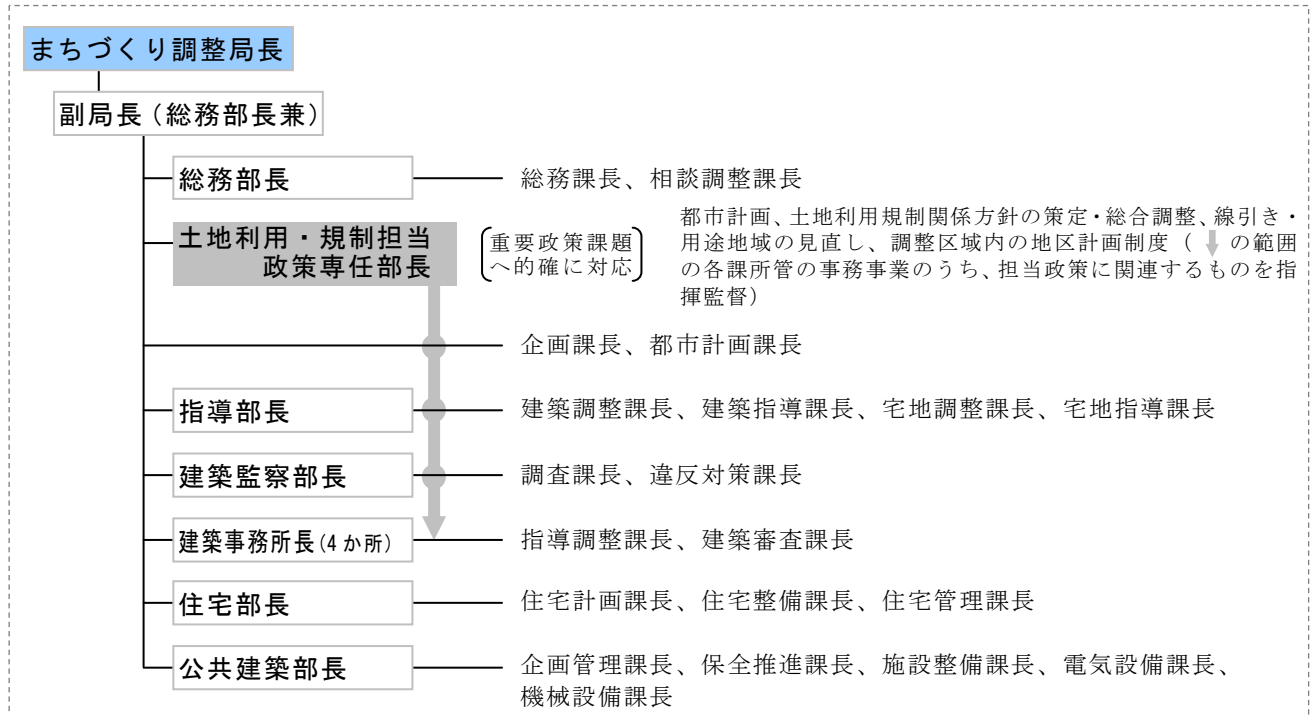 まちづくり調整局長
副局長(総務部長兼)
総務部長
総務課長、相談調整課長
土地利用・規制担当
政策専任部長
重要政策課題
へ的確に対応
都市計画、土地利用規制関係方針の策定・総合調整、線引き・
用途地域の見直し、調整区域内の地区計画制度(⬇の範囲
の各課所管の事務事業のうち、担当政策に関連するものを指
揮監督)
企画課長、都市計画課長
指導部長
建築調整課長、建築指導課長、宅地調整課長、宅地指導課長
建築監察部長
調査課長、違反対策課長
建築事務所長(4か所)
指導調整課長、建築審査課長
住宅部長
住宅計画課長、住宅整備課長、住宅管理課長
公共建築部長
企画管理課長、保全推進課長、施設整備課長、電気設備課長、
機械設備課長